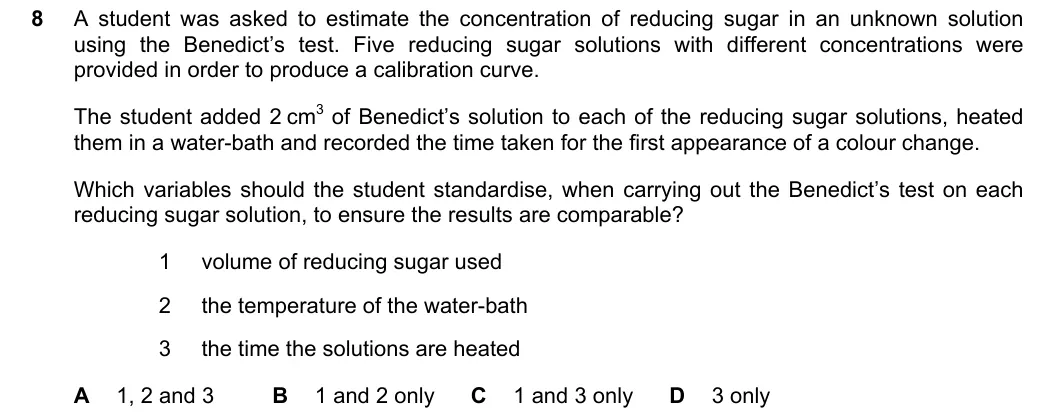 8 A student was asked to estimate the concentration of reducing sugar in an unknown solution
using the Benedict's test. Five reducing sugar solutions with different concentrations were
provided in order to produce a calibration curve.
The student added 2 cm³ of Benedict's solution to each of the reducing sugar solutions, heated
them in a water-bath and recorded the time taken for the first appearance of a colour change.
Which variables should the student standardise, when carrying out the Benedict's test on each
reducing sugar solution, to ensure the results are comparable?
1 volume of reducing sugar used
2 the temperature of the water-bath
3 the time the solutions are heated
A 1, 2 and 3 B 1 and 2 only C 1 and 3 only D 3 only